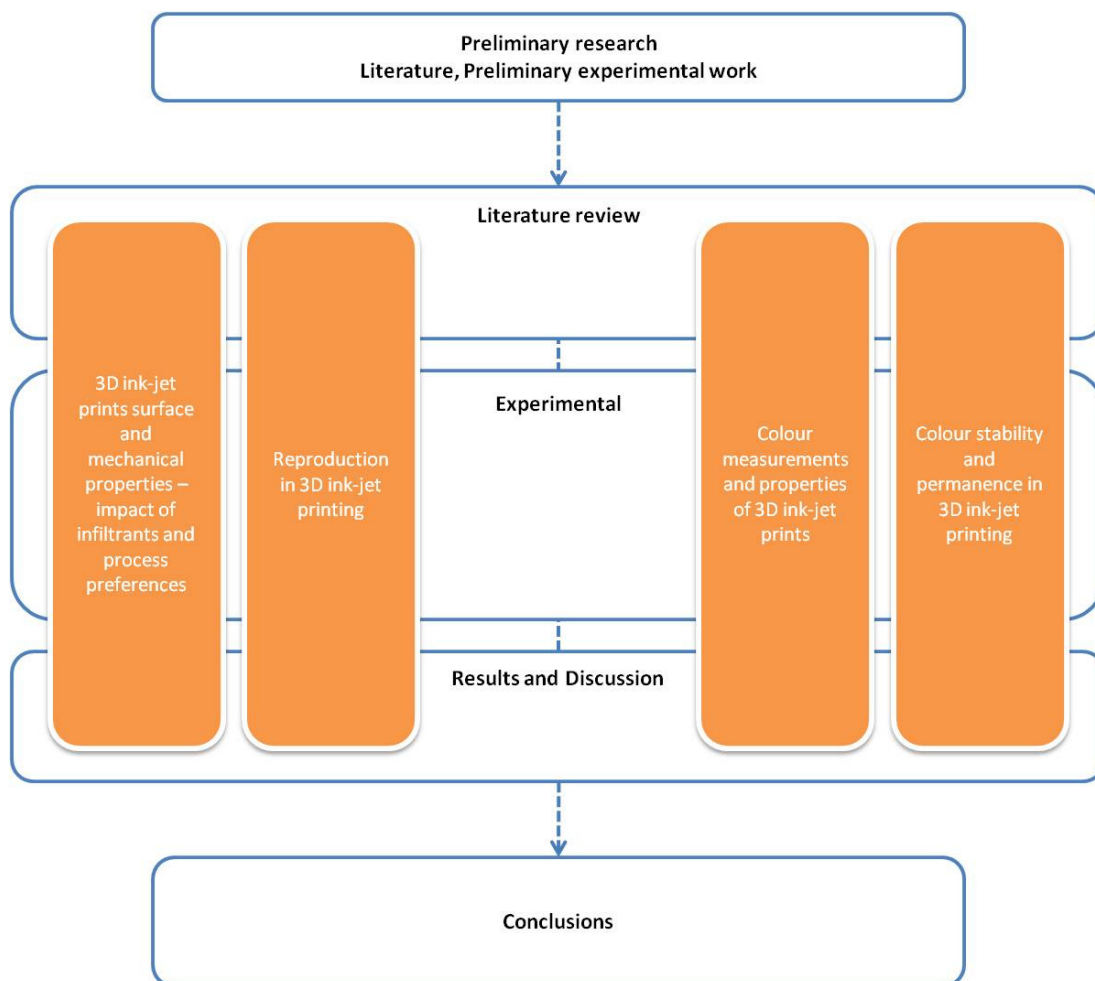 Preliminary research
Literature, Preliminary experimental work
Literature review
3D ink-jet
prints surface
and
mechanical
properties –
impact of
infiltrants and
process
preferences
Reproduction
in 3D ink-jet
printing
Experimental
Colour
measurements
and properties
of 3D ink-jet
prints
Colour stability
and
permanence in
3D ink-jet
printing
Results and Discussion
Conclusions